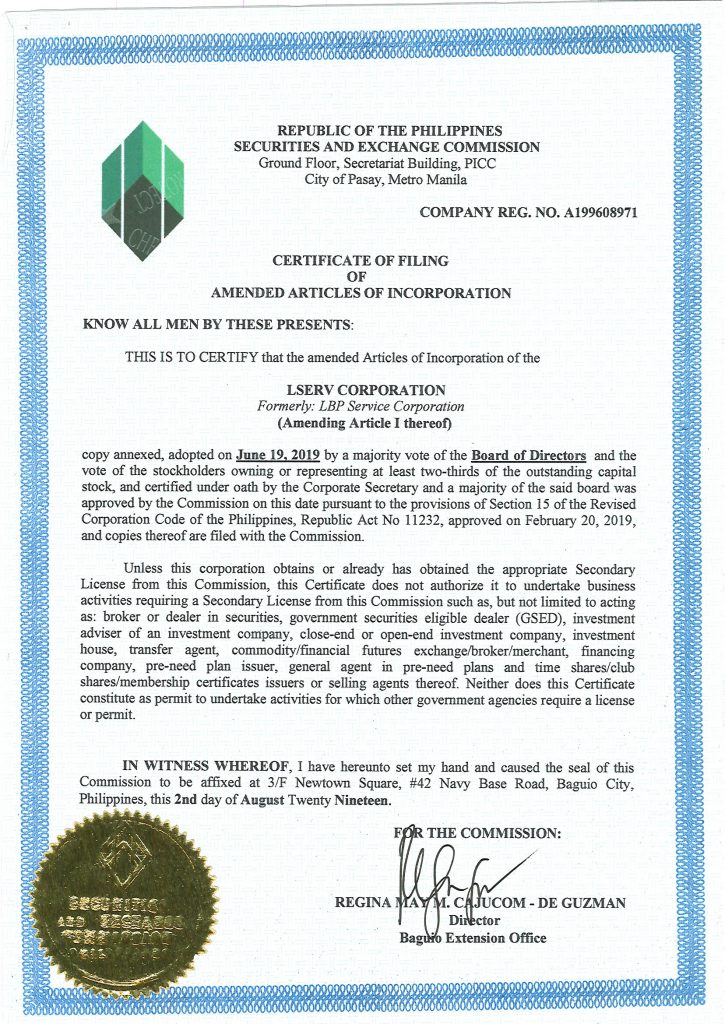 REPUBLIC OF THE PHILIPPINES
SECURITIES AND EXCHANGE COMMISSION
Ground Floor, Secretariat Building, PICC
City of Pasay, Metro Manila
COMPANY REG. NO. A199608971
CERTIFICATE OF FILING
OF
AMENDED ARTICLES OF INCORPORATION
KNOW ALL MEN BY THESE PRESENTS:
THIS IS TO CERTIFY that the amended Articles of Incorporation of the
LSERV CORPORATION
Formerly: LBP Service Corporation
(Amending Article I thereof)
copy annexed, adopted on June 19, 2019 by a majority vote of the Board of Directors and the
vote of the stockholders owning or representing at least two-thirds of the outstanding capital
stock, and certified under oath by the Corporate Secretary and a majority of the said board was
approved by the Commission on this date pursuant to the provisions of Section 15 of the Revised
Corporation Code of the Philippines, Republic Act No 11232, approved on February 20, 2019,
and copies thereof are filed with the Commission.
Unless this corporation obtains or already has obtained the appropriate Secondary
License from this Commission, this Certificate does not authorize it to undertake business
activities requiring a Secondary License from this Commission such as, but not limited to acting
as: broker or dealer in securities, government securities eligible dealer (GSED), investment
adviser of an investment company, close-end or open-end investment company, investment
house, transfer agent, commodity/financial futures exchange/broker/merchant, financing
company, pre-need plan issuer, general agent in pre-need plans and time shares/club
shares/membership certificates issuers or selling agents thereof. Neither does this Certificate
constitute as permit to undertake activities for which other government agencies require a license
or permit.
IN WITNESS WHEREOF, I have hereunto set my hand and caused the seal of this
Commission to be affixed at 3/F Newtown Square, #42 Navy Base Road, Baguio City,
Philippines, this 2nd day of August Twenty Nineteen.
FOR THE COMMISSION:
REGINA MAY M. CAJUCOM - DE GUZMAN
Director
Baguio Extension Office
SECURITIES
AND EXCHANGE
COMMISSION